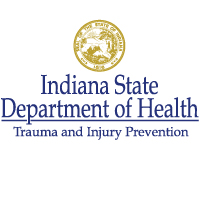 Indiana State
Department of Health
Trauma and Injury Prevention